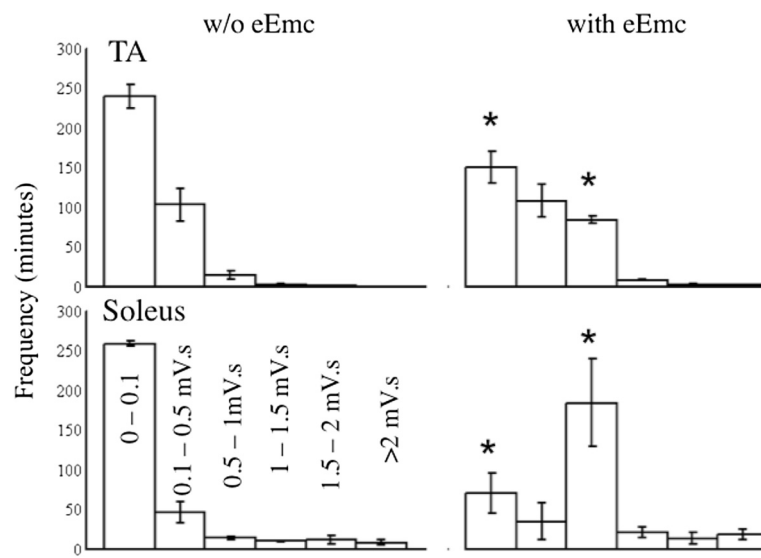 w/o eEmc
with eEmc
Frequency (minutes)
TA
300
250
200
150
100
50
0
*
*
Soleus
300
250
200
150
100
50
0
0 – 0.1
0.1 – 0.5 mV.s
0.5 – 1mV.s
1 – 1.5 mV.s
1.5 – 2 mV.s
>2 mV.s
*
*